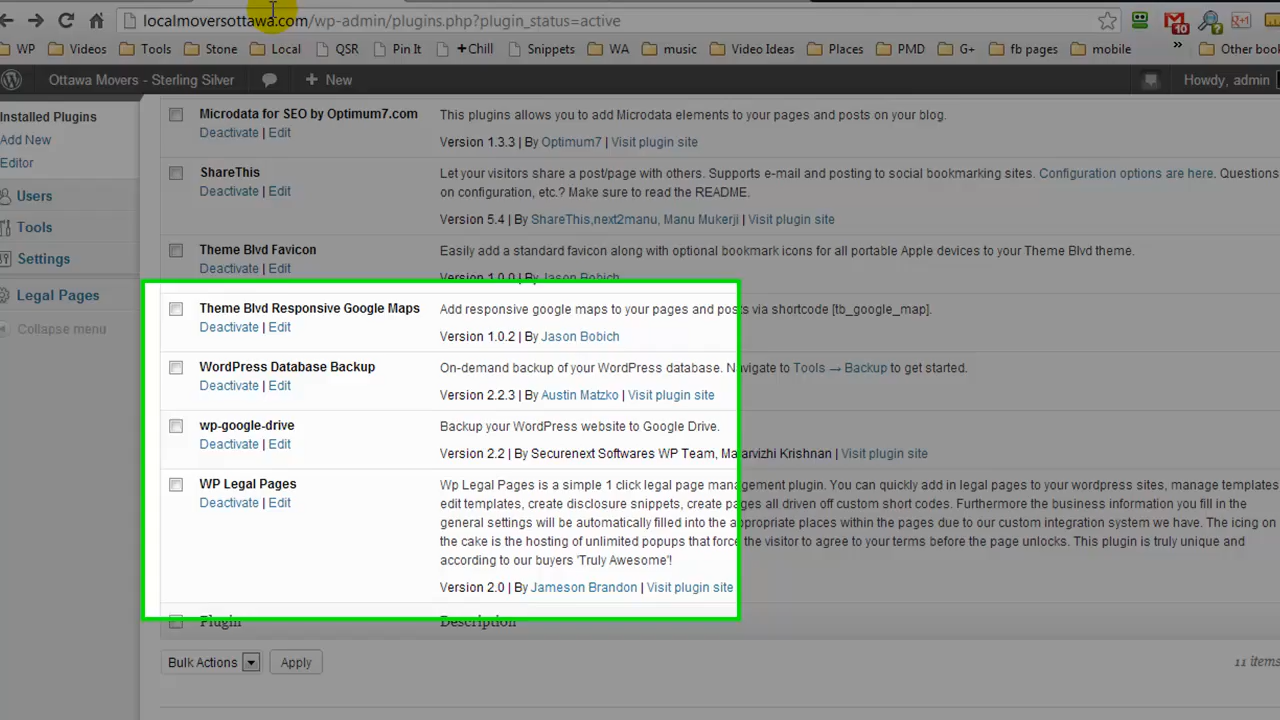 localmoversottawa.com/wp-admin/plugins.php?plugin_status=active
WP Videos Tools Stone Local QSR Pin It +Chill Snippets WA music Video Ideas Places PMD G+ fb pages mobile » Other book
10 +1
Ottawa Movers - Sterling Silver + New Howdy, admin
Installed Plugins
Add New
Editor
Users
Tools
Settings
Legal Pages
Collapse menu
Microdata for SEO by Optimum7.com
Deactivate | Edit
This plugins allows you to add Microdata elements to your pages and posts on your blog.
Version 1.3.3 | By Optimum7 | Visit plugin site
ShareThis
Deactivate | Edit
Let your visitors share a post/page with others. Supports e-mail and posting to social bookmarking sites. Configuration options are here. Questions
on configuration, etc.? Make sure to read the README.
Version 5.4 | By ShareThis,next2manu, Manu Mukerji | Visit plugin site
Theme Blvd Favicon
Deactivate | Edit
Easily add a standard favicon along with optional bookmark icons for all portable Apple devices to your Theme Blvd theme.
Version 1.0.0 | By Jason Bobich
Theme Blvd Responsive Google Maps
Deactivate | Edit
Add responsive google maps to your pages and posts via shortcode [tb_google_map].
Version 1.0.2 | By Jason Bobich
WordPress Database Backup
Deactivate | Edit
On-demand backup of your WordPress database. Navigate to Tools → Backup to get started.
Version 2.2.3 | By Austin Matzko | Visit plugin site
wp-google-drive
Deactivate | Edit
Backup your WordPress website to Google Drive.
Version 2.2 | By Securenext Softwares WP Team, Malarvizhi Krishnan | Visit plugin site
WP Legal Pages
Deactivate | Edit
Wp Legal Pages is a simple 1 click legal page management plugin. You can quickly add in legal pages to your wordpress sites, manage templates
edit templates, create disclosure snippets, create pages all driven off custom short codes. Furthermore the business information you fill in the
general settings will be automatically filled into the appropriate places within the pages due to our custom integration system we have. The icing on
the cake is the hosting of unlimited popups that force the visitor to agree to your terms before the page unlocks. This plugin is truly unique and
according to our buyers 'Truly Awesome'!
Version 2.0 | By Jameson Brandon | Visit plugin site
Plugin Description
Bulk Actions Apply 11 items